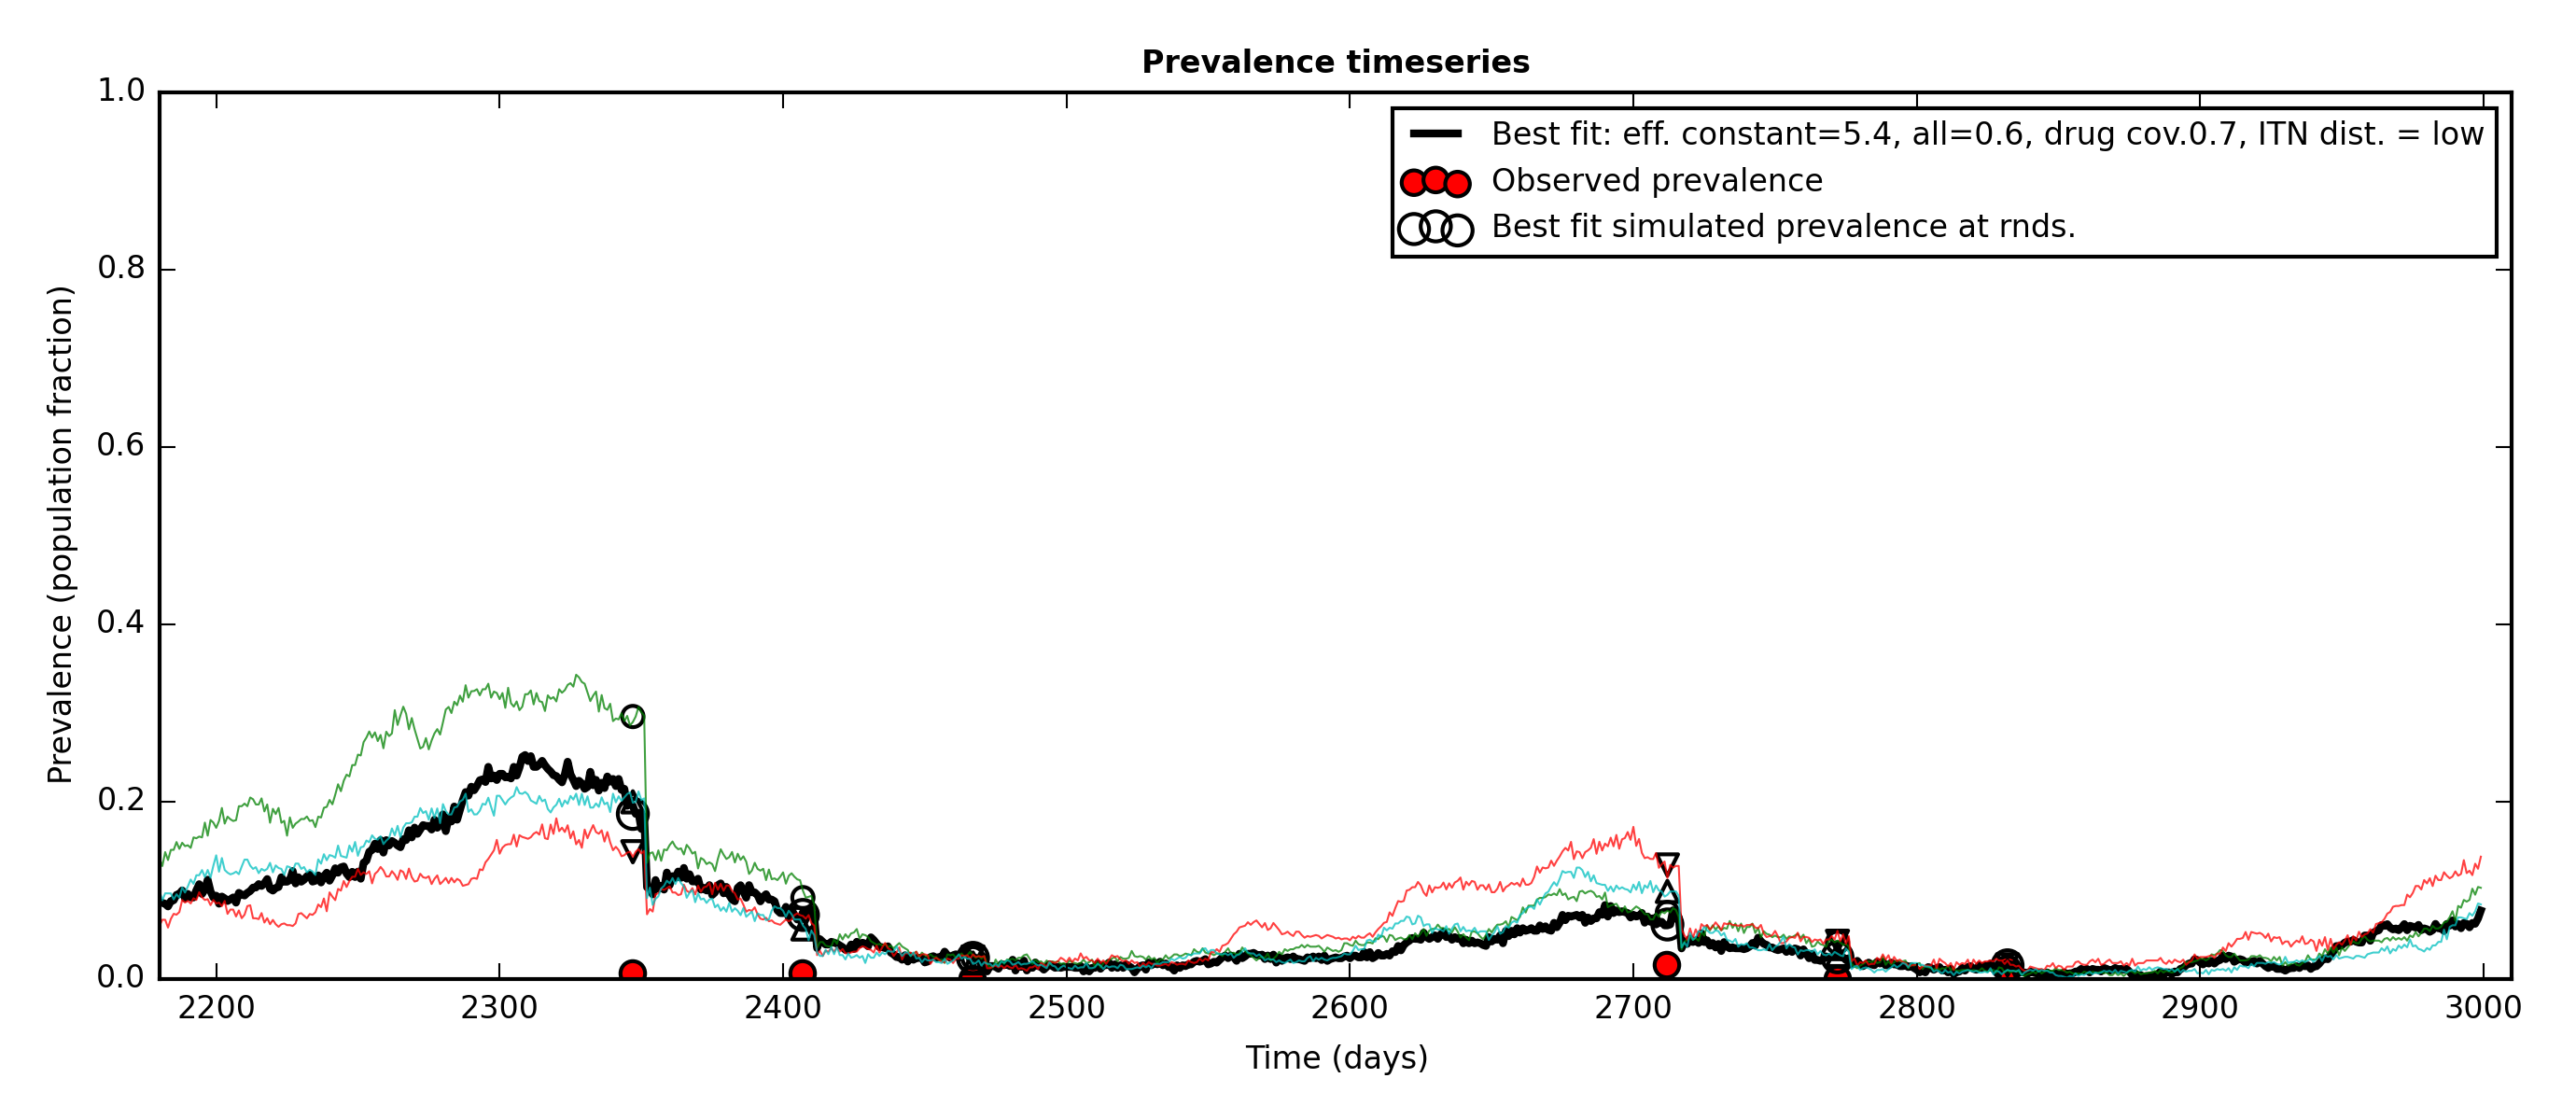 Prevalence timeseries
1.0
0.8
0.6
0.4
0.2
0.0
Prevalence (population fraction)
Best fit: eff. constant=5.4, all=0.6, drug cov.0.7, ITN dist. = low
Observed prevalence
Best fit simulated prevalence at rnds.
2200 2300 2400 2500 2600 2700 2800 2900 3000
Time (days)